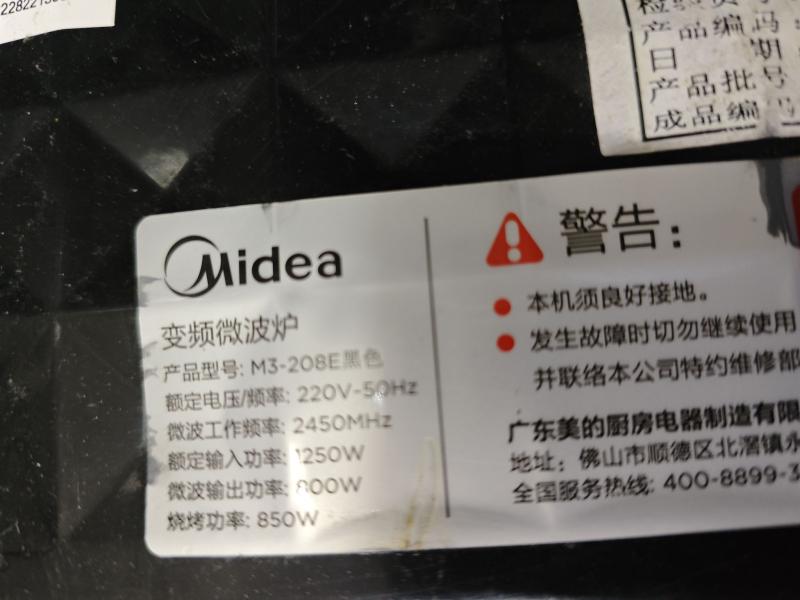 产品编码:
日 期
产品批号
成品编码
Midea
变频微波炉
产品型号: M3-208E黑色
额定电压/频率: 220V-50Hz
微波工作频率: 2450MHz
额定输入功率: 1250W
微波输出功率: 800W
烧烤功率: 850W
警告:
本机须良好接地。
发生故障时切勿继续使用
并联络本公司特约维修部
广东美的厨房电器制造有限
地址: 佛山市顺德区北滘镇永
全国服务热线: 400-8899-3